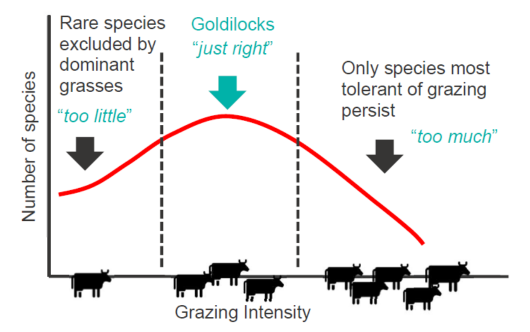 Rare species
excluded by
dominant
grasses
"too little"
Goldilocks
"just right"
Only species most
tolerant of grazing
persist
"too much"
Number of species
Grazing Intensity